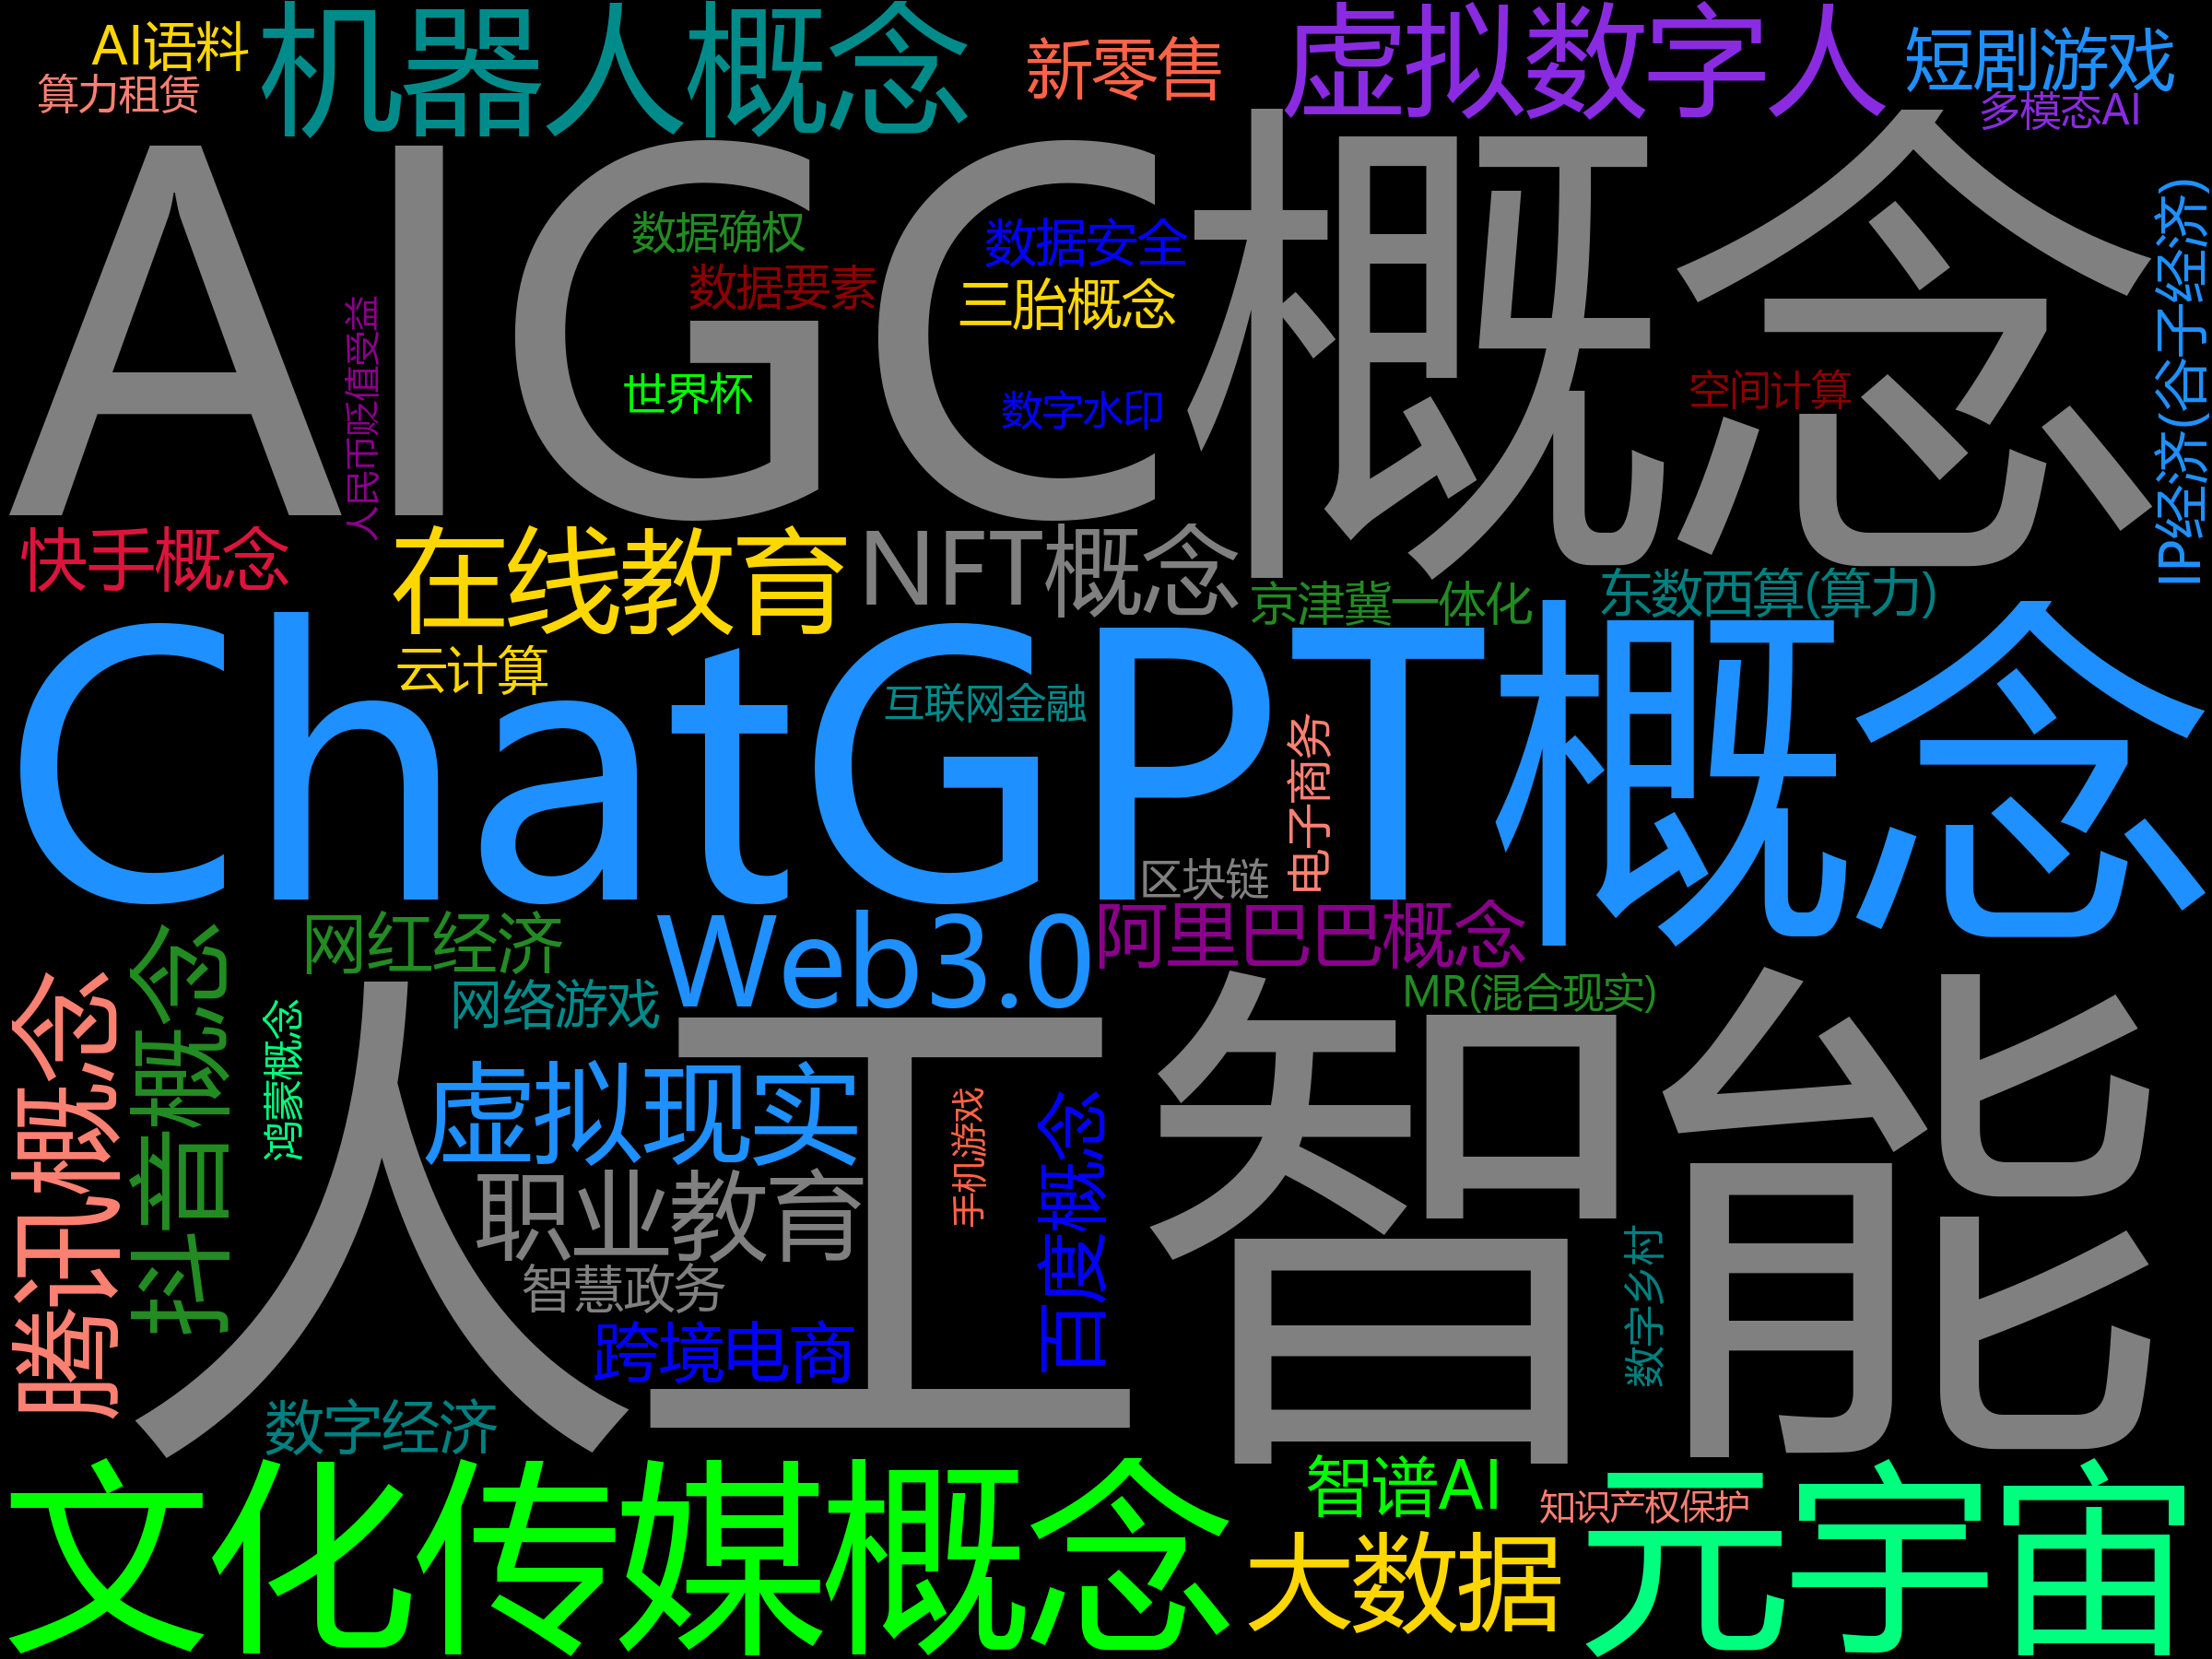 AI语料
算力租赁
机器人概念
新零售
虚拟数字人
短剧游戏
多模态AI
AIGC概念
数据确权
数据要素
数据安全
三胎概念
世界杯
数字水印
空间计算
人民币贬值受益
IP经济(谷子经济)
快手概念
在线教育
NFT概念
京津冀一体化
东数西算(算力)
云计算
ChatGPT概念
互联网金融
电子商务
区块链
网红经济
Web3.0
阿里巴巴概念
网络游戏
MR(混合现实)
腾讯概念
抖音概念
鸿蒙概念
人工智能
虚拟现实
手机游戏
百度概念
职业教育
智慧政务
数字乡村
跨境电商
数字经济
文化传媒概念
智谱AI
知识产权保护
大数据
元宇宙